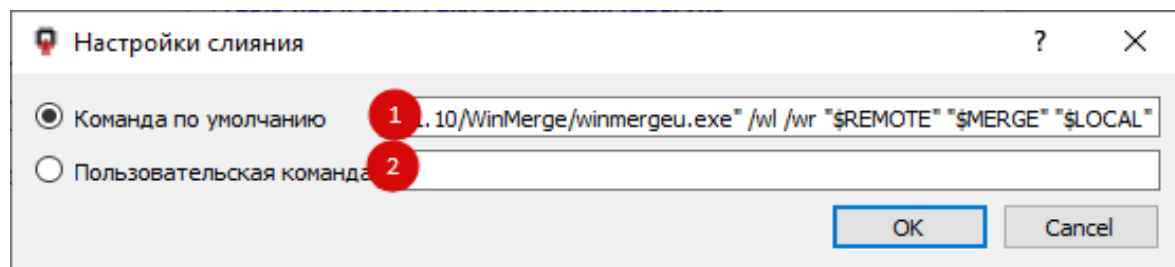 Настройки слияния ? ×
Команда по умолчанию 1 .10/WinMerge/winmergeu.exe" /wl /wr "$REMOTE" "$MERGE" "$LOCAL"
Пользовательская команда 2
OK Cancel